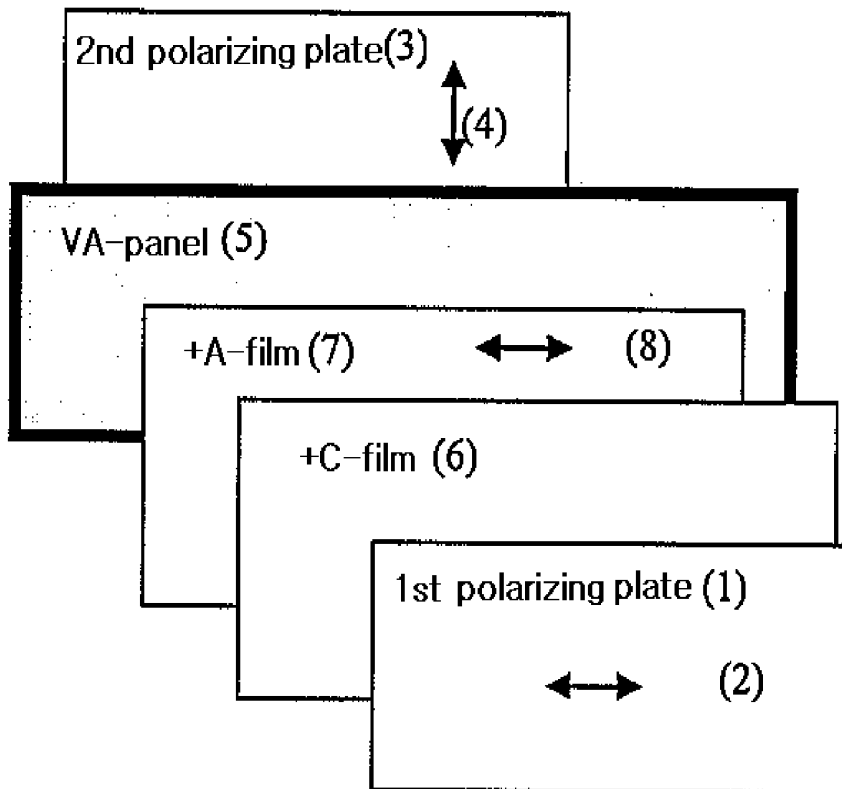 2nd polarizing plate(3)
(4)
VA-panel (5)
+A-film (7) (8)
+C-film (6)
1st polarizing plate (1)
(2)